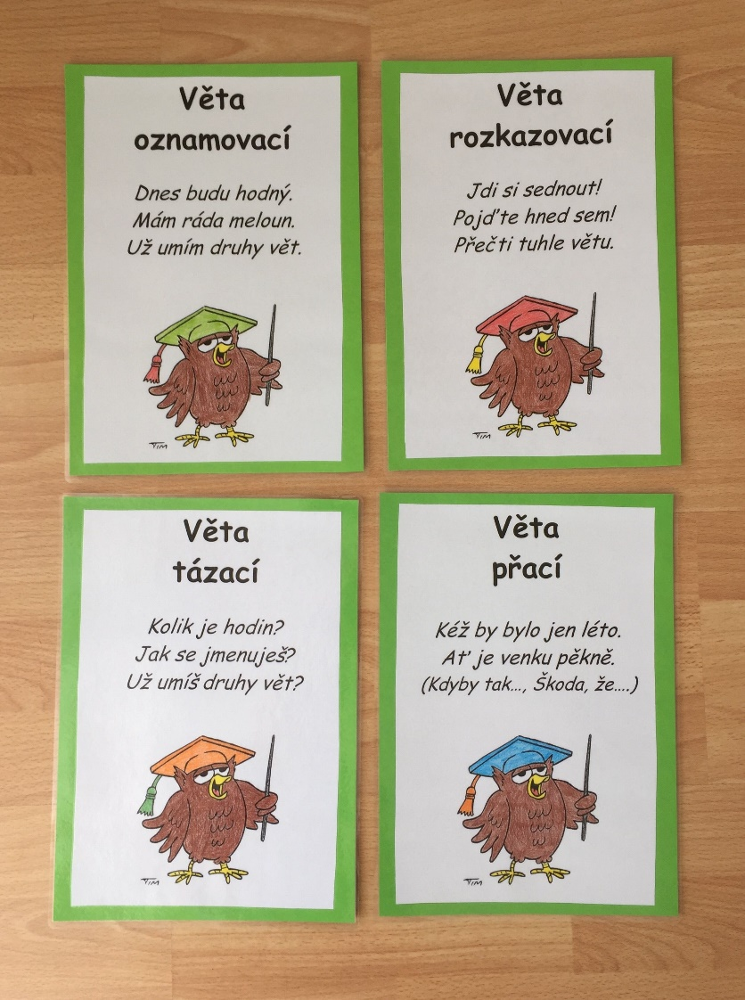 Věta
oznamovací
Dnes budu hodný.
Mám ráda meloun.
Už umím druhy vět.
TIM
Věta
rozkazovací
Jdi si sednout!
Pojďte hned sem!
Přečti tuhle větu.
TIM
Věta
tázací
Kolik je hodin?
Jak se jmenuješ?
Už umíš druhy vět?
TIM
Věta
přací
Kéž by bylo jen léto.
Ať je venku pěkně.
(Kdyby tak..., Škoda, že....)
TIM